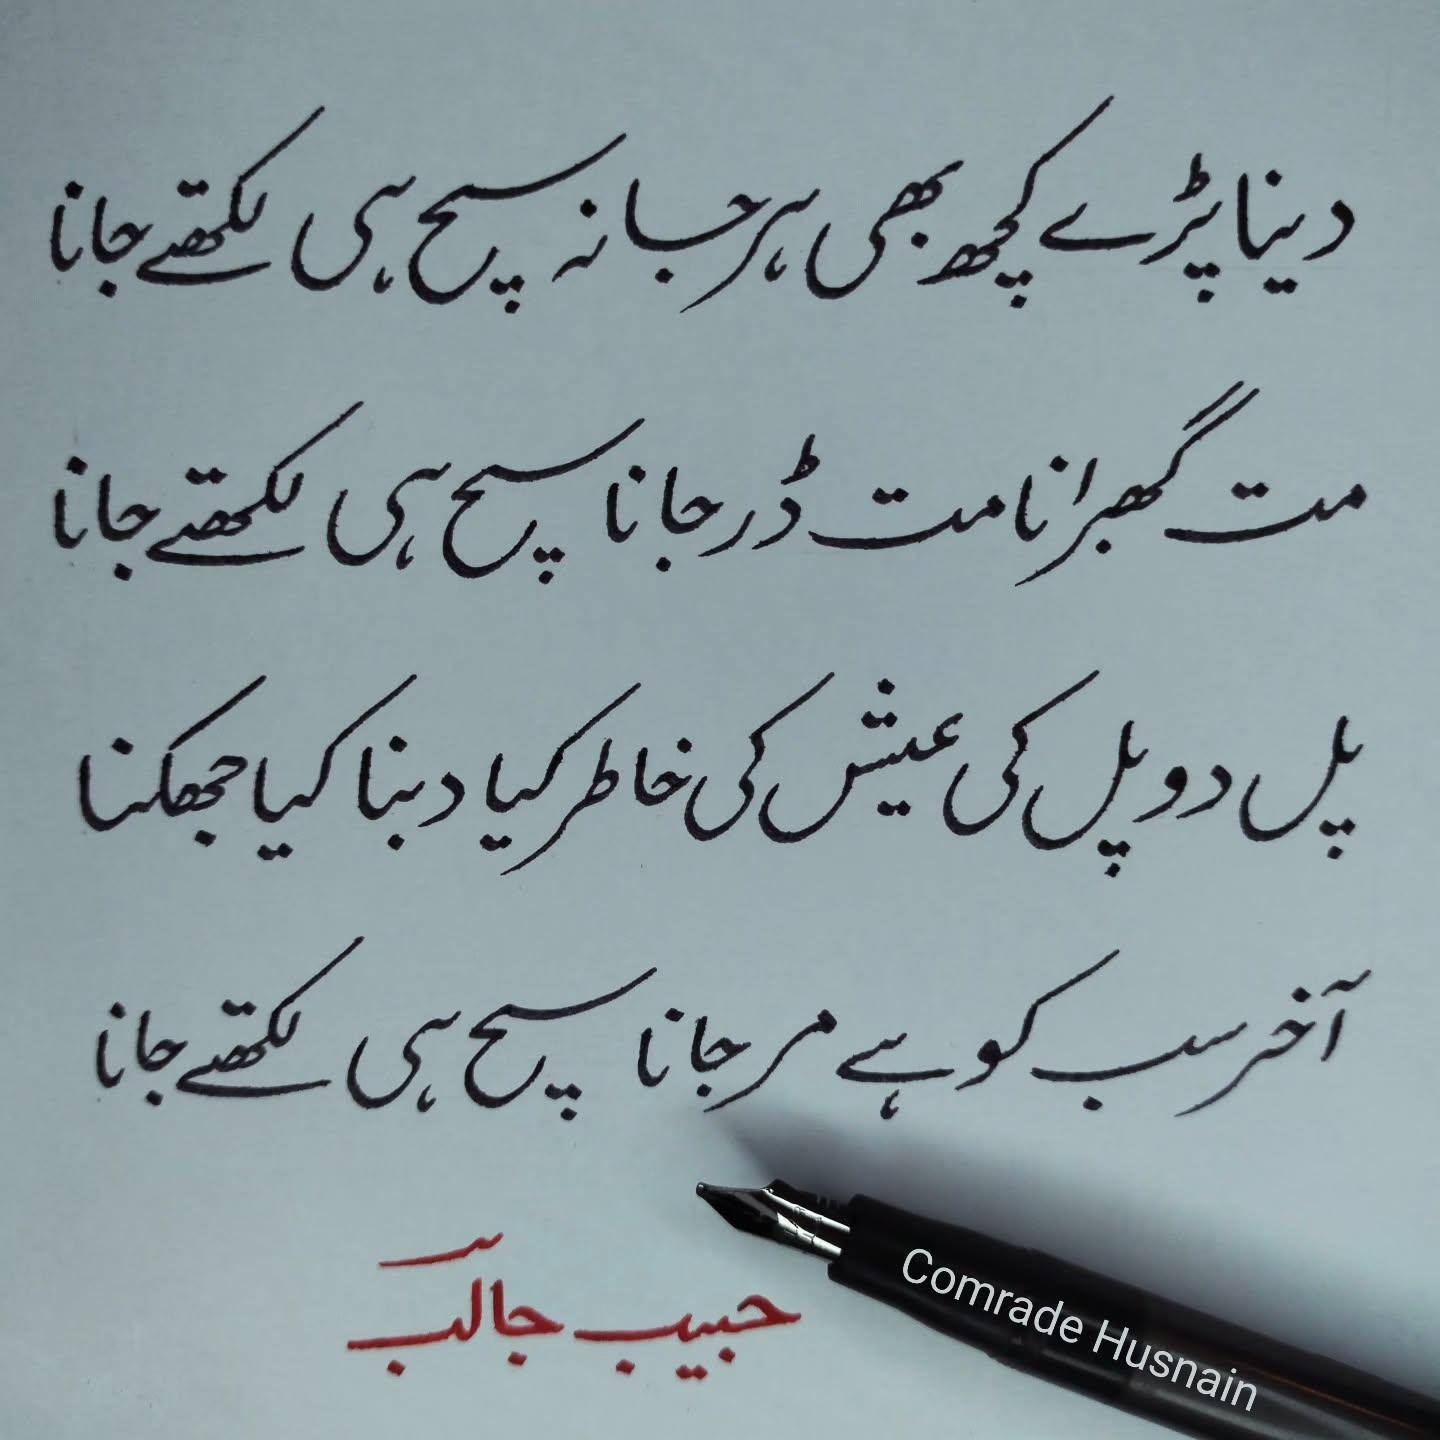 دینا پڑے کچھ بھی ہرجانہ سچ ہی لکھتے جانا
مت گھبرانا مت ڈر جانا سچ ہی لکھتے جانا
پل دو پل کی عیش کی خاطر کیا دبنا کیا جھکنا
آخر سب کو ہے مر جانا سچ ہی لکھتے جانا
حبیب جالب
Comrade Husnain